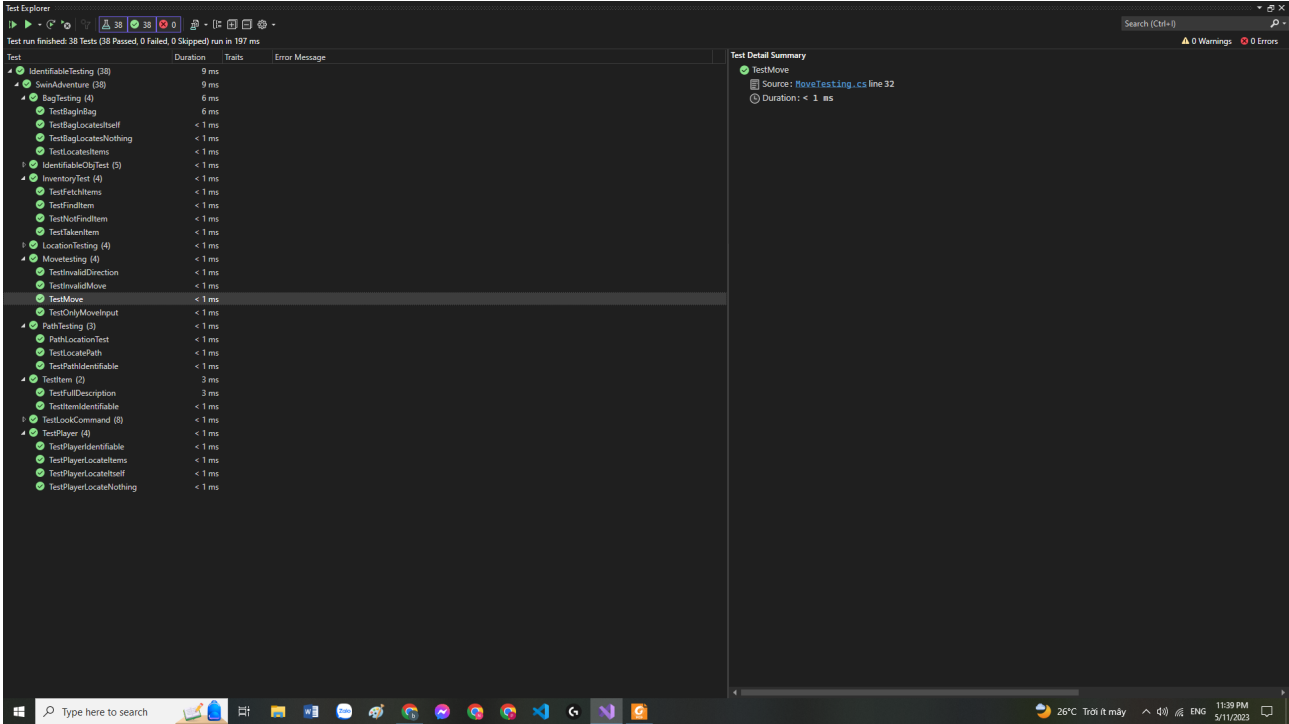 Test Explorer
38 38 0
Search (Ctrl+I)
Test run finished: 38 Tests (38 Passed, 0 Failed, 0 Skipped) run in 197 ms
0 Warnings 0 Errors
Test Duration Traits Error Message
IdentifiableTesting (38) 9 ms
SwinAdventure (38) 9 ms
BagTesting (4) 6 ms
TestBagInBag 6 ms
TestBagLocatesItself < 1 ms
TestBagLocatesNothing < 1 ms
TestLocatesItems < 1 ms
IdentifiableObjTest (5) < 1 ms
InventoryTest (4) < 1 ms
TestFetchItems < 1 ms
TestFindItem < 1 ms
TestNotFindItem < 1 ms
TestTakenItem < 1 ms
LocationTesting (4) < 1 ms
Movetesting (4) < 1 ms
TestInvalidDirection < 1 ms
TestInvalidMove < 1 ms
TestMove < 1 ms
TestOnlyMoveInput < 1 ms
PathTesting (3) < 1 ms
PathLocationTest < 1 ms
TestLocatePath < 1 ms
TestPathIdentifiable < 1 ms
TestItem (2) 3 ms
TestFullDescription 3 ms
TestItemIdentifiable < 1 ms
TestLookCommand (8) < 1 ms
TestPlayer (4) < 1 ms
TestPlayerIdentifiable < 1 ms
TestPlayerLocateItems < 1 ms
TestPlayerLocateItself < 1 ms
TestPlayerLocateNothing < 1 ms
Test Detail Summary
TestMove
Source: MoveTesting.cs line 32
Duration: < 1 ms
Type here to search
Zalo
26°C Trời ít mây
ENG
11:39 PM
5/11/2023